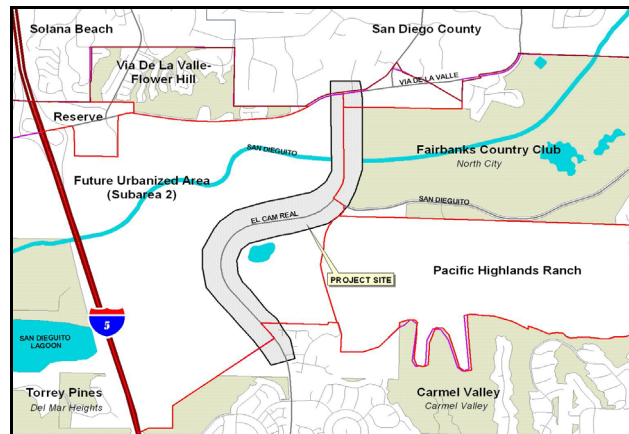 Solana Beach
San Diego County
Via De La Valle-
Flower Hill
VIA DE LA VALLE
Reserve
SAN DIEGUITO
Fairbanks Country Club
North City
Future Urbanized Area
(Subarea 2)
SAN DIEGUITO
EL CAM REAL
PROJECT SITE
Pacific Highlands Ranch
5
SAN DIEGUITO
LAGOON
Torrey Pines
Del Mar Heights
Carmel Valley
Carmel Valley